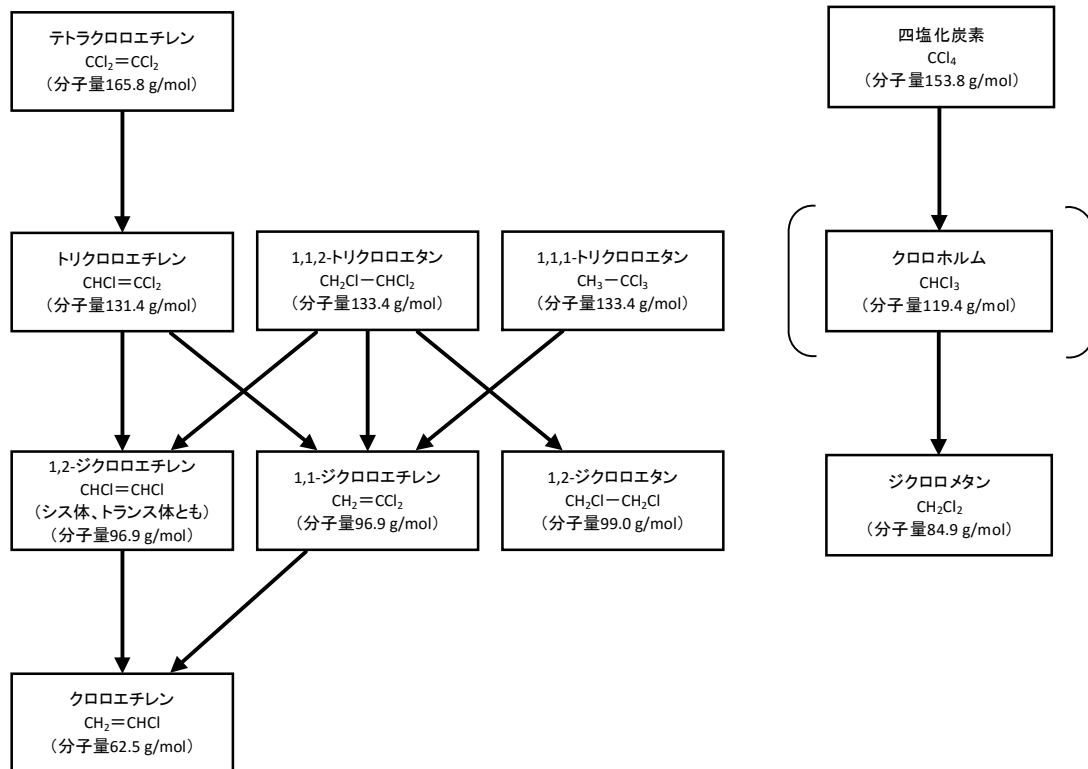 テトラクロロエチレン
CCl₂＝CCl₂
（分子量165.8 g/mol）
四塩化炭素
CCl₄
（分子量153.8 g/mol）
トリクロロエチレン
CHCl＝CCl₂
（分子量131.4 g/mol）
1,1,2-トリクロロエタン
CH₂Cl－CHCl₂
（分子量133.4 g/mol）
1,1,1-トリクロロエタン
CH₃－CCl₃
（分子量133.4 g/mol）
クロロホルム
CHCl₃
（分子量119.4 g/mol）
1,2-ジクロロエチレン
CHCl＝CHCl
（シス体、トランス体とも）
（分子量96.9 g/mol）
1,1-ジクロロエチレン
CH₂＝CCl₂
（分子量96.9 g/mol）
1,2-ジクロロエタン
CH₂Cl－CH₂Cl
（分子量99.0 g/mol）
ジクロロメタン
CH₂Cl₂
（分子量84.9 g/mol）
クロロエチレン
CH₂＝CHCl
（分子量62.5 g/mol）